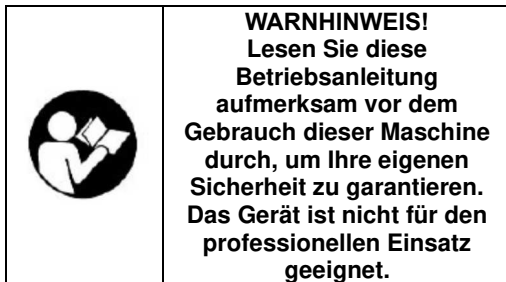 WARNHINWEIS!
Lesen Sie diese
Betriebsanleitung
aufmerksam vor dem
Gebrauch dieser Maschine
durch, um Ihre eigenen
Sicherheit zu garantieren.
Das Gerät ist nicht für den
professionellen Einsatz
geeignet.